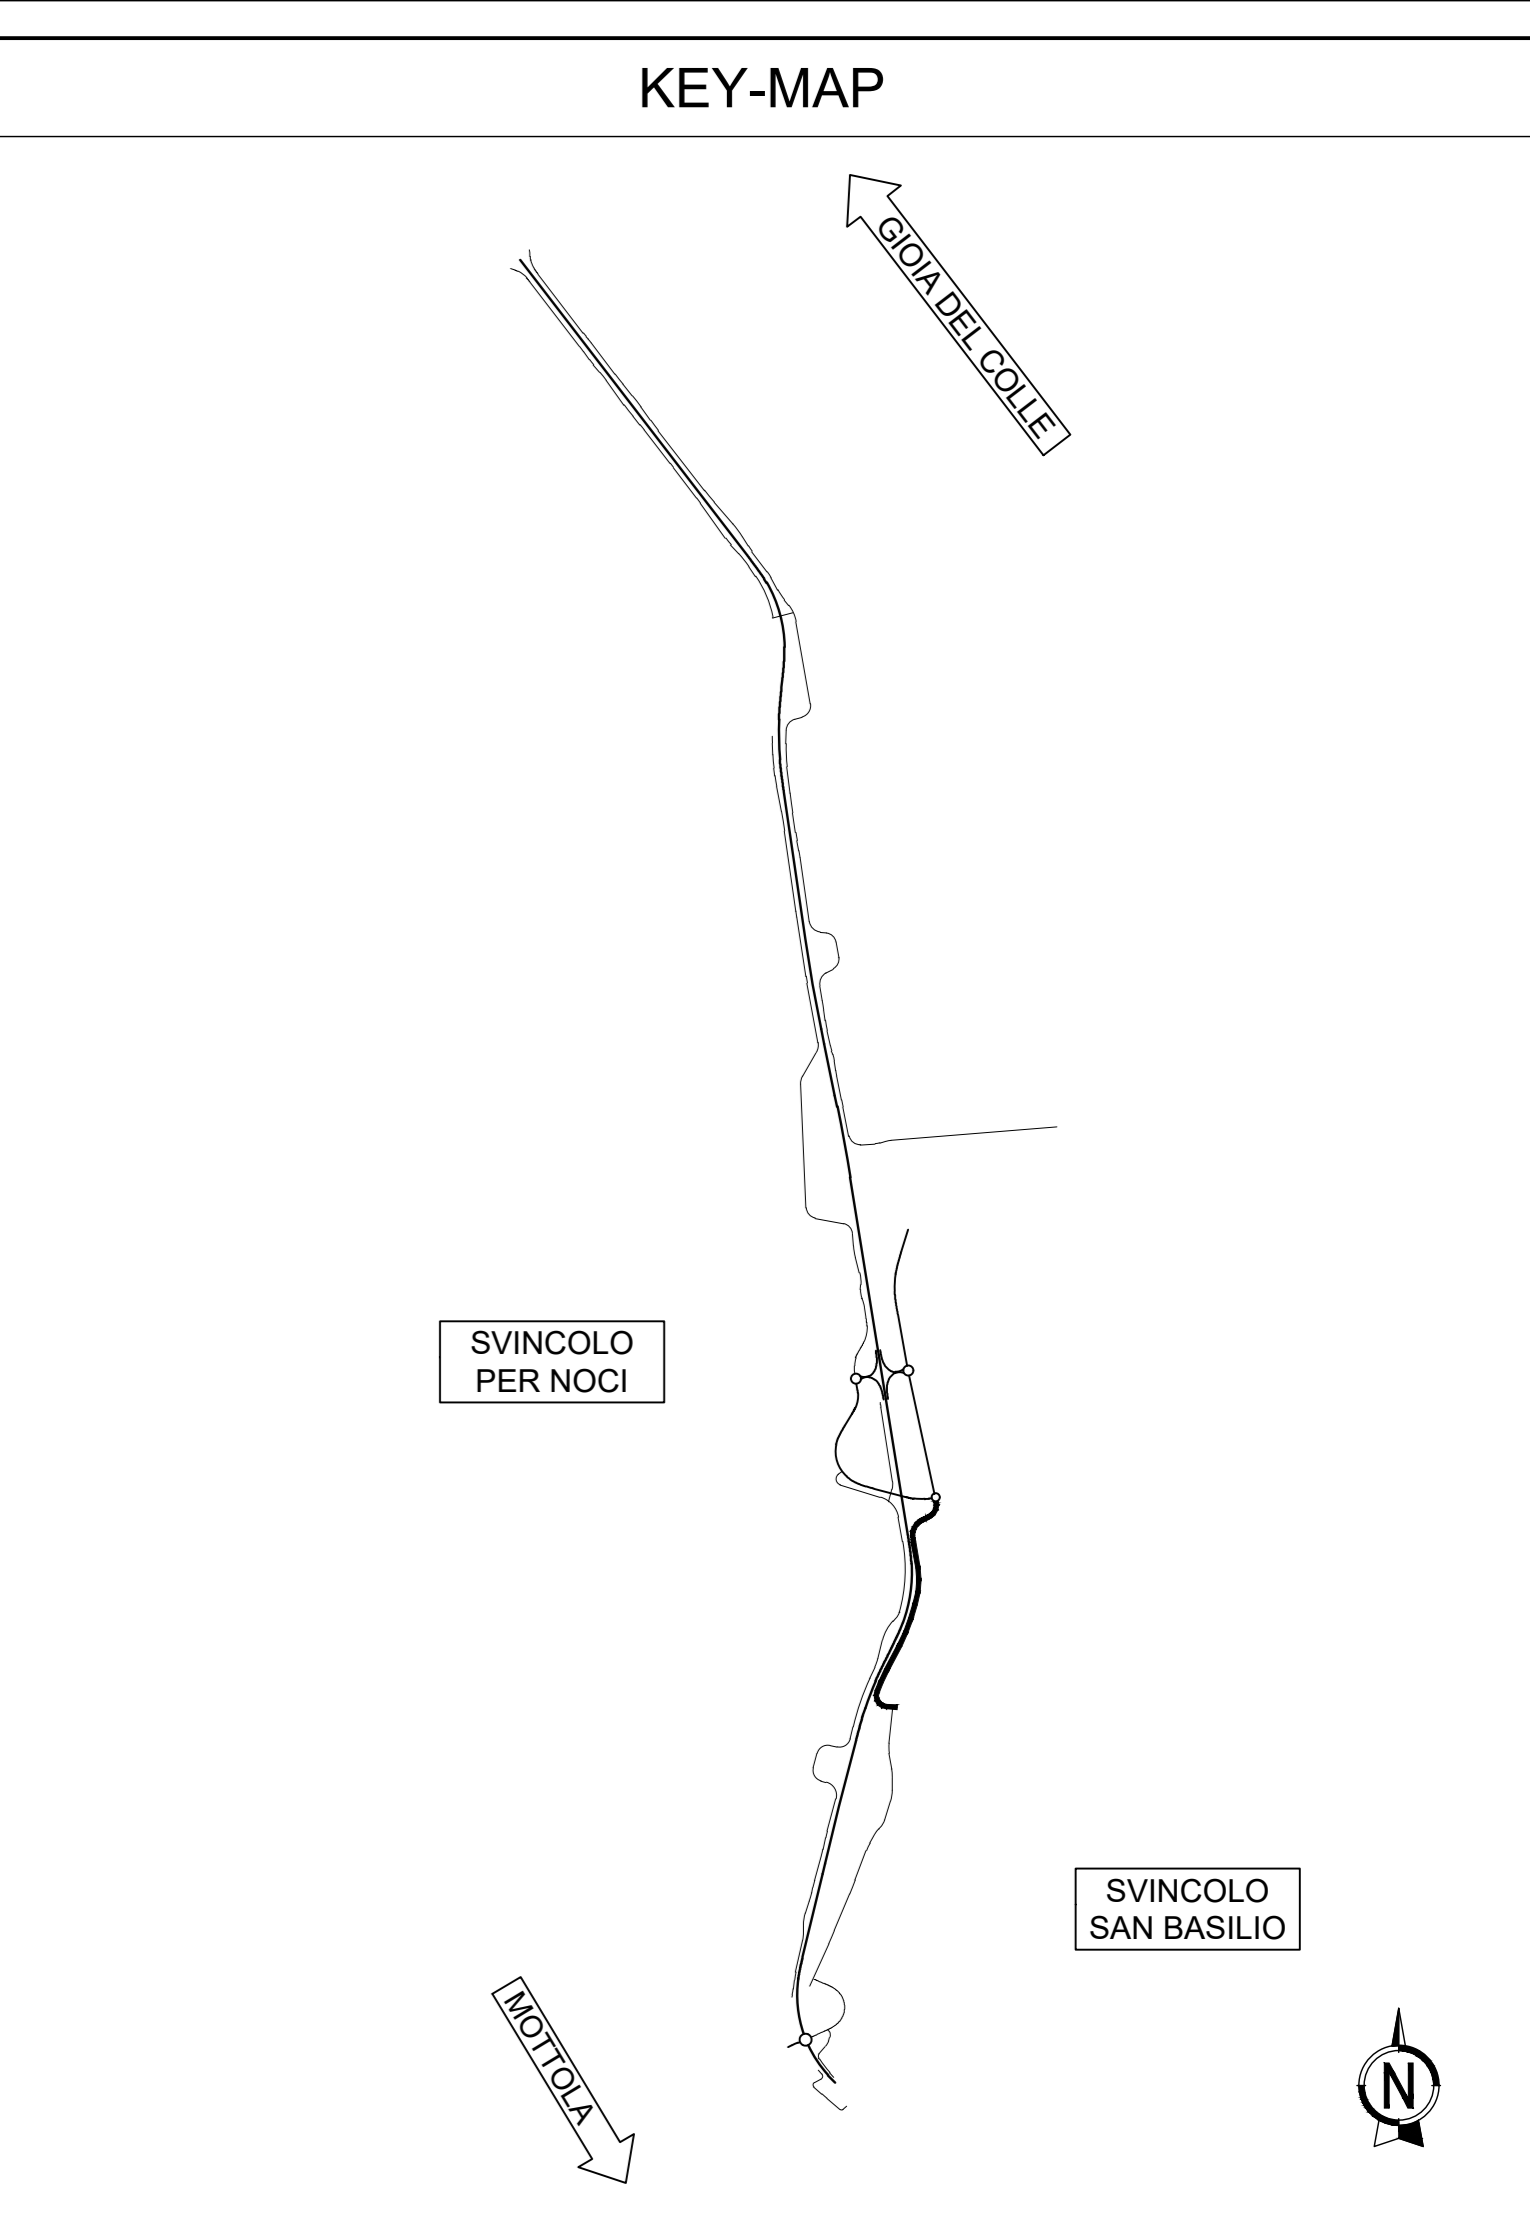 KEY-MAP
GIOIA DEL COLLE
SVINCOLO
PER NOCI
SVINCOLO
SAN BASILIO
MOTTOLA
N